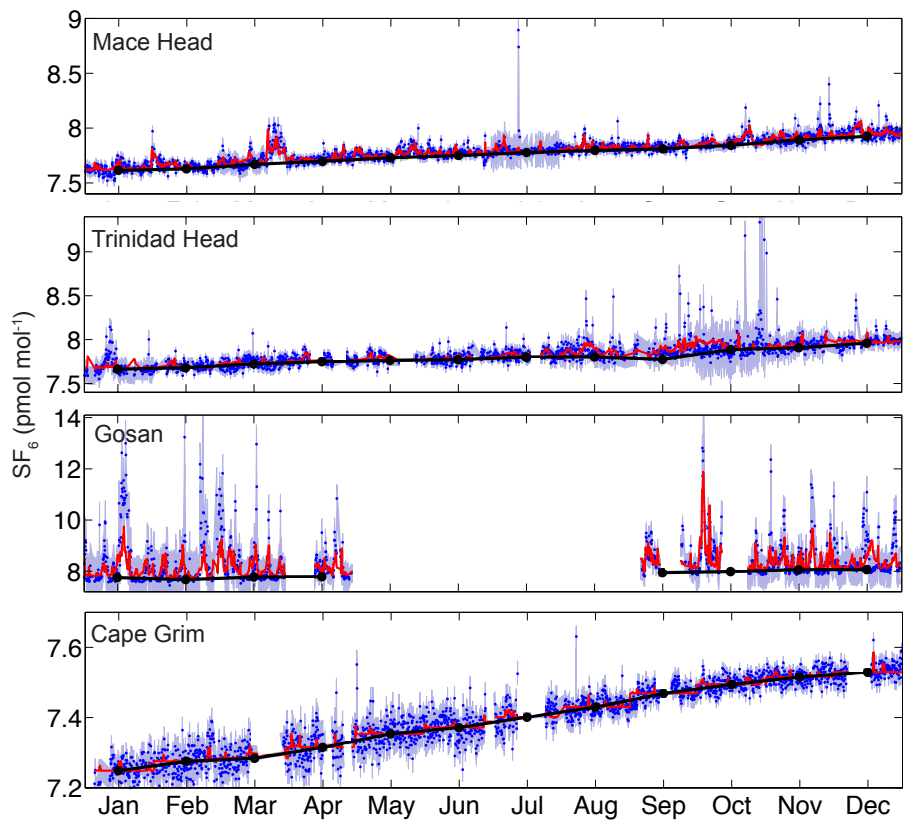 Mace Head
9
8.5
8
7.5
Trinidad Head
9
8.5
8
7.5
SF6 (pmol mol-1)
Gosan
14
12
10
8
Cape Grim
7.6
7.4
7.2
Jan Feb Mar Apr May Jun Jul Aug Sep Oct Nov Dec